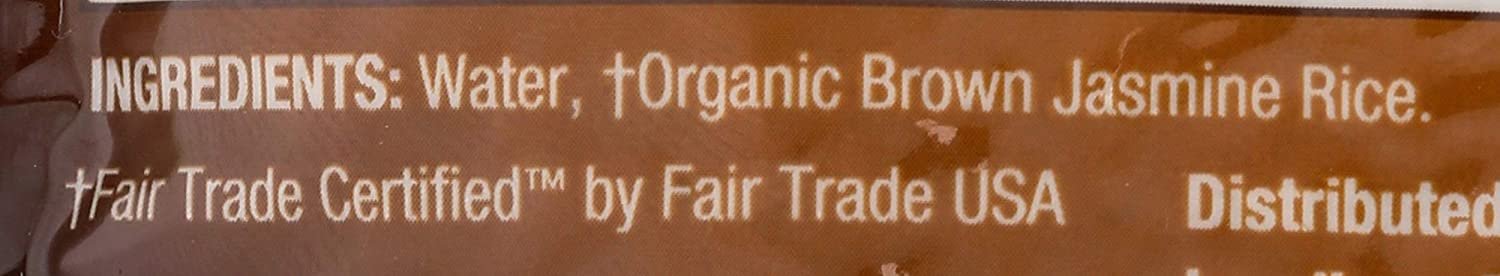 INGREDIENTS: Water, †Organic Brown Jasmine Rice.
†Fair Trade Certified™ by Fair Trade USA
Distributed